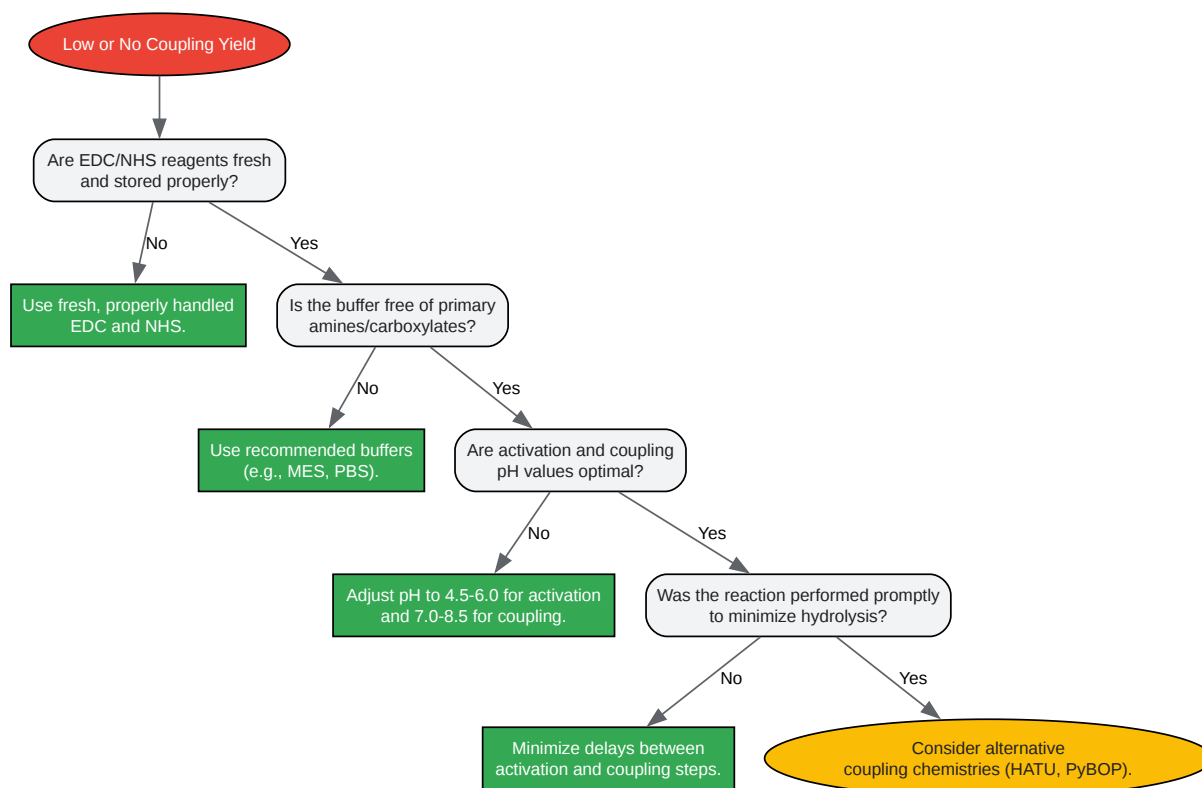 Low or No Coupling Yield
Are EDC/NHS reagents fresh
and stored properly?
No
Yes
Use fresh, properly handled
EDC and NHS.
Is the buffer free of primary
amines/carboxylates?
No
Yes
Use recommended buffers
(e.g., MES, PBS).
Are activation and coupling
pH values optimal?
No
Yes
Adjust pH to 4.5-6.0 for activation
and 7.0-8.5 for coupling.
Was the reaction performed promptly
to minimize hydrolysis?
No
Yes
Minimize delays between
activation and coupling steps.
Consider alternative
coupling chemistries (HATU, PyBOP).